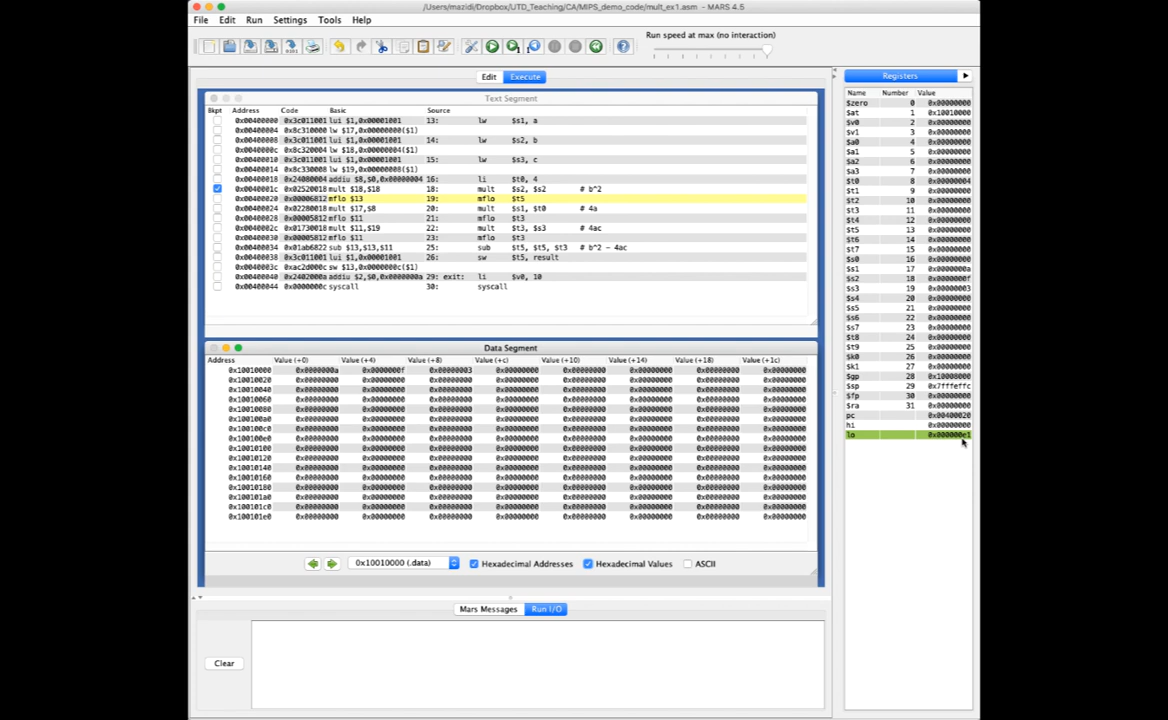 /Users/mazidi/Dropbox/UTD_Teaching/CA/MIPS_demo_code/mult_ex1.asm - MARS 4.5
File Edit Run Settings Tools Help
Run speed at max (no interaction)
Edit Execute
Text Segment
Bkpt Address Code Basic Source
0x00400000 0x3c011001 lui $1,0x00001001 13: lw $s1, a
0x00400004 0x8c310000 lw $17,0x00000000($1)
0x00400008 0x3c011001 lui $1,0x00001001 14: lw $s2, b
0x0040000c 0x8c320004 lw $18,0x00000004($1)
0x00400010 0x3c011001 lui $1,0x00001001 15: lw $s3, c
0x00400014 0x8c330008 lw $19,0x00000008($1)
0x00400018 0x24080004 addiu $8,$0,0x00000004 16: li $t0, 4
0x0040001c 0x02520018 mult $18,$18 18: mult $s2, $s2 # b^2
0x00400020 0x00006812 mflo $13 19: mflo $t5
0x00400024 0x02280018 mult $17,$8 20: mult $s1, $t0 # 4a
0x00400028 0x00005812 mflo $11 21: mflo $t3
0x0040002c 0x01730018 mult $11,$19 22: mult $t3, $s3 # 4ac
0x00400030 0x00005812 mflo $11 23: mflo $t3
0x00400034 0x01ab6822 sub $13,$13,$11 25: sub $t5, $t5, $t3 # b^2 - 4ac
0x00400038 0x3c011001 lui $1,0x00001001 26: sw $t5, result
0x0040003c 0xac2d000c sw $13,0x0000000c($1)
0x00400040 0x2402000a addiu $2,$0,0x0000000a 29: exit: li $v0, 10
0x00400044 0x0000000c syscall 30: syscall
Data Segment
Address Value (+0) Value (+4) Value (+8) Value (+c) Value (+10) Value (+14) Value (+18) Value (+1c)
0x10010000 0x0000000a 0x0000000f 0x00000003 0x00000000 0x00000000 0x00000000 0x00000000 0x00000000
0x10010020 0x00000000 0x00000000 0x00000000 0x00000000 0x00000000 0x00000000 0x00000000 0x00000000
0x10010040 0x00000000 0x00000000 0x00000000 0x00000000 0x00000000 0x00000000 0x00000000 0x00000000
0x10010060 0x00000000 0x00000000 0x00000000 0x00000000 0x00000000 0x00000000 0x00000000 0x00000000
0x10010080 0x00000000 0x00000000 0x00000000 0x00000000 0x00000000 0x00000000 0x00000000 0x00000000
0x100100a0 0x00000000 0x00000000 0x00000000 0x00000000 0x00000000 0x00000000 0x00000000 0x00000000
0x100100c0 0x00000000 0x00000000 0x00000000 0x00000000 0x00000000 0x00000000 0x00000000 0x00000000
0x100100e0 0x00000000 0x00000000 0x00000000 0x00000000 0x00000000 0x00000000 0x00000000 0x00000000
0x10010100 0x00000000 0x00000000 0x00000000 0x00000000 0x00000000 0x00000000 0x00000000 0x00000000
0x10010120 0x00000000 0x00000000 0x00000000 0x00000000 0x00000000 0x00000000 0x00000000 0x00000000
0x10010140 0x00000000 0x00000000 0x00000000 0x00000000 0x00000000 0x00000000 0x00000000 0x00000000
0x10010160 0x00000000 0x00000000 0x00000000 0x00000000 0x00000000 0x00000000 0x00000000 0x00000000
0x10010180 0x00000000 0x00000000 0x00000000 0x00000000 0x00000000 0x00000000 0x00000000 0x00000000
0x100101a0 0x00000000 0x00000000 0x00000000 0x00000000 0x00000000 0x00000000 0x00000000 0x00000000
0x100101c0 0x00000000 0x00000000 0x00000000 0x00000000 0x00000000 0x00000000 0x00000000 0x00000000
0x100101e0 0x00000000 0x00000000 0x00000000 0x00000000 0x00000000 0x00000000 0x00000000 0x00000000
0x10010000 (.data) Hexadecimal Addresses Hexadecimal Values ASCII
Mars Messages Run I/O
Clear
Registers
Name Number Value
$zero 0 0x00000000
$at 1 0x10010000
$v0 2 0x00000000
$v1 3 0x00000000
$a0 4 0x00000000
$a1 5 0x00000000
$a2 6 0x00000000
$a3 7 0x00000000
$t0 8 0x00000004
$t1 9 0x00000000
$t2 10 0x00000000
$t3 11 0x00000000
$t4 12 0x00000000
$t5 13 0x00000000
$t6 14 0x00000000
$t7 15 0x00000000
$s0 16 0x00000000
$s1 17 0x0000000a
$s2 18 0x0000000f
$s3 19 0x00000003
$s4 20 0x00000000
$s5 21 0x00000000
$s6 22 0x00000000
$s7 23 0x00000000
$t8 24 0x00000000
$t9 25 0x00000000
$k0 26 0x00000000
$k1 27 0x00000000
$gp 28 0x10008000
$sp 29 0x7fffeffc
$fp 30 0x00000000
$ra 31 0x00000000
pc 0x00400020
hi 0x00000000
lo 0x000000e1